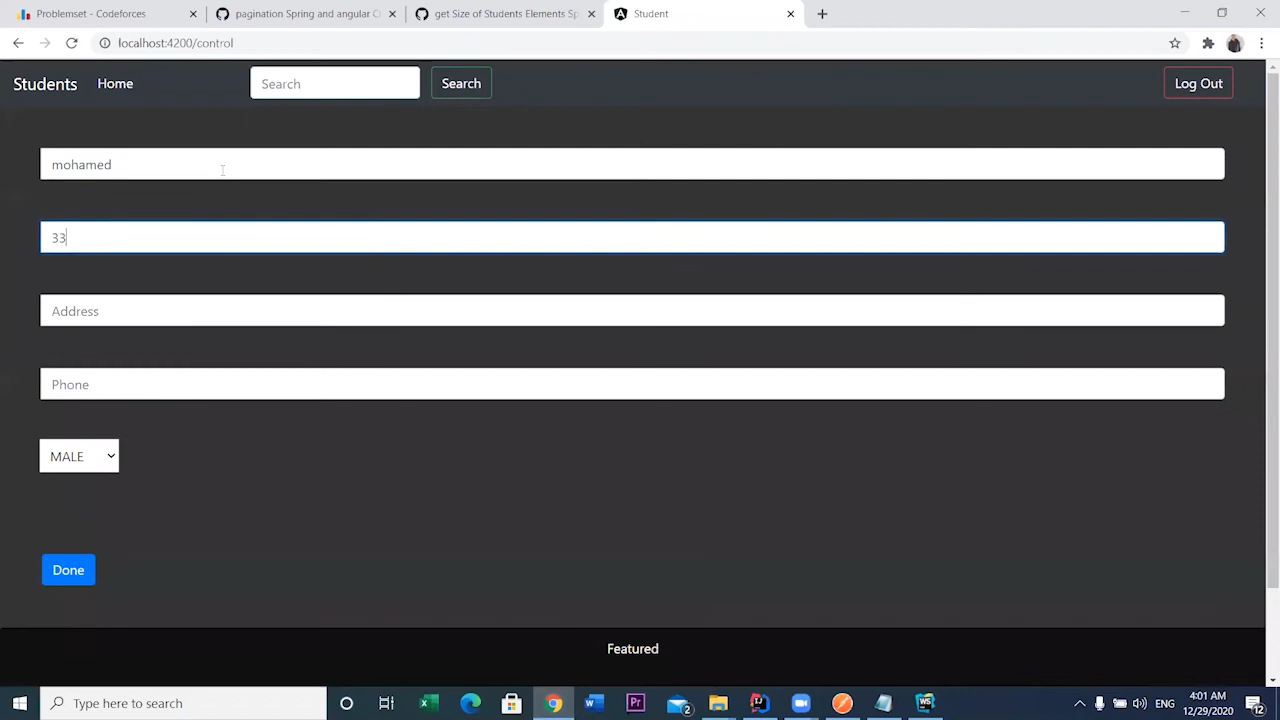 Problemset - Codeforces
pagination Spring and angular
get Size of Students Elements Sp
Student
localhost:4200/control
Students Home Search Search Log Out
mohamed
33
Address
Phone
MALE
Done
Featured
Type here to search
2
ENG
4:01 AM
12/29/2020